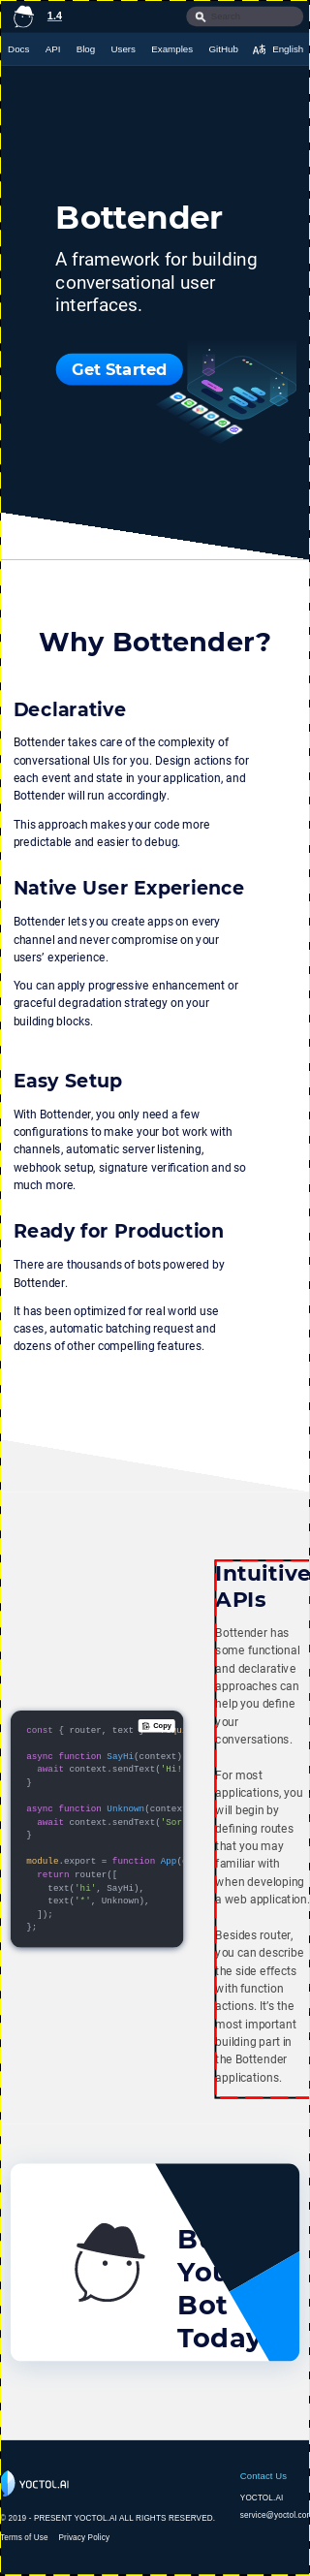 1.4
Docs API Blog Users Examples GitHub English
Bottender
A framework for building
conversational user
interfaces.
Get Started
Why Bottender?
Declarative
Bottender takes care of the complexity of
conversational UIs for you. Design actions for
each event and state in your application, and
Bottender will run accordingly.
This approach makes your code more
predictable and easier to debug.
Native User Experience
Bottender lets you create apps on every
channel and never compromise on your
users' experience.
You can apply progressive enhancement or
graceful degradation strategy on your
building blocks.
Easy Setup
With Bottender, you only need a few
configurations to make your bot work with
channels, automatic server listening,
webhook setup, signature verification and so
much more.
Ready for Production
There are thousands of bots powered by
Bottender.
It has been optimized for real world use
cases, automatic batching request and
dozens of other compelling features.
Intuitive
APIs
Bottender has
some functional
and declarative
approaches can
help you define
your
conversations.
For most
applications, you
will begin by
defining routes
that you may
familiar with
when developing
a web application.
Besides router,
you can describe
the side effects
with function
actions. It's the
most important
building part in
the Bottender
applications.
Copy
const { router, text }
async function SayHi(context)
await context.sendText('Hi!
}
async function Unknown(contex
await context.sendText('Sor
}
module.export = function App(
return router([
text('hi', SayHi),
text('*', Unknown),
]);
};
You
Bot
Today
YOCTOL.AI
© 2019 - PRESENT YOCTOL.AI ALL RIGHTS RESERVED.
Terms of Use Privacy Policy
Contact Us
YOCTOL.AI
service@yoctol.com